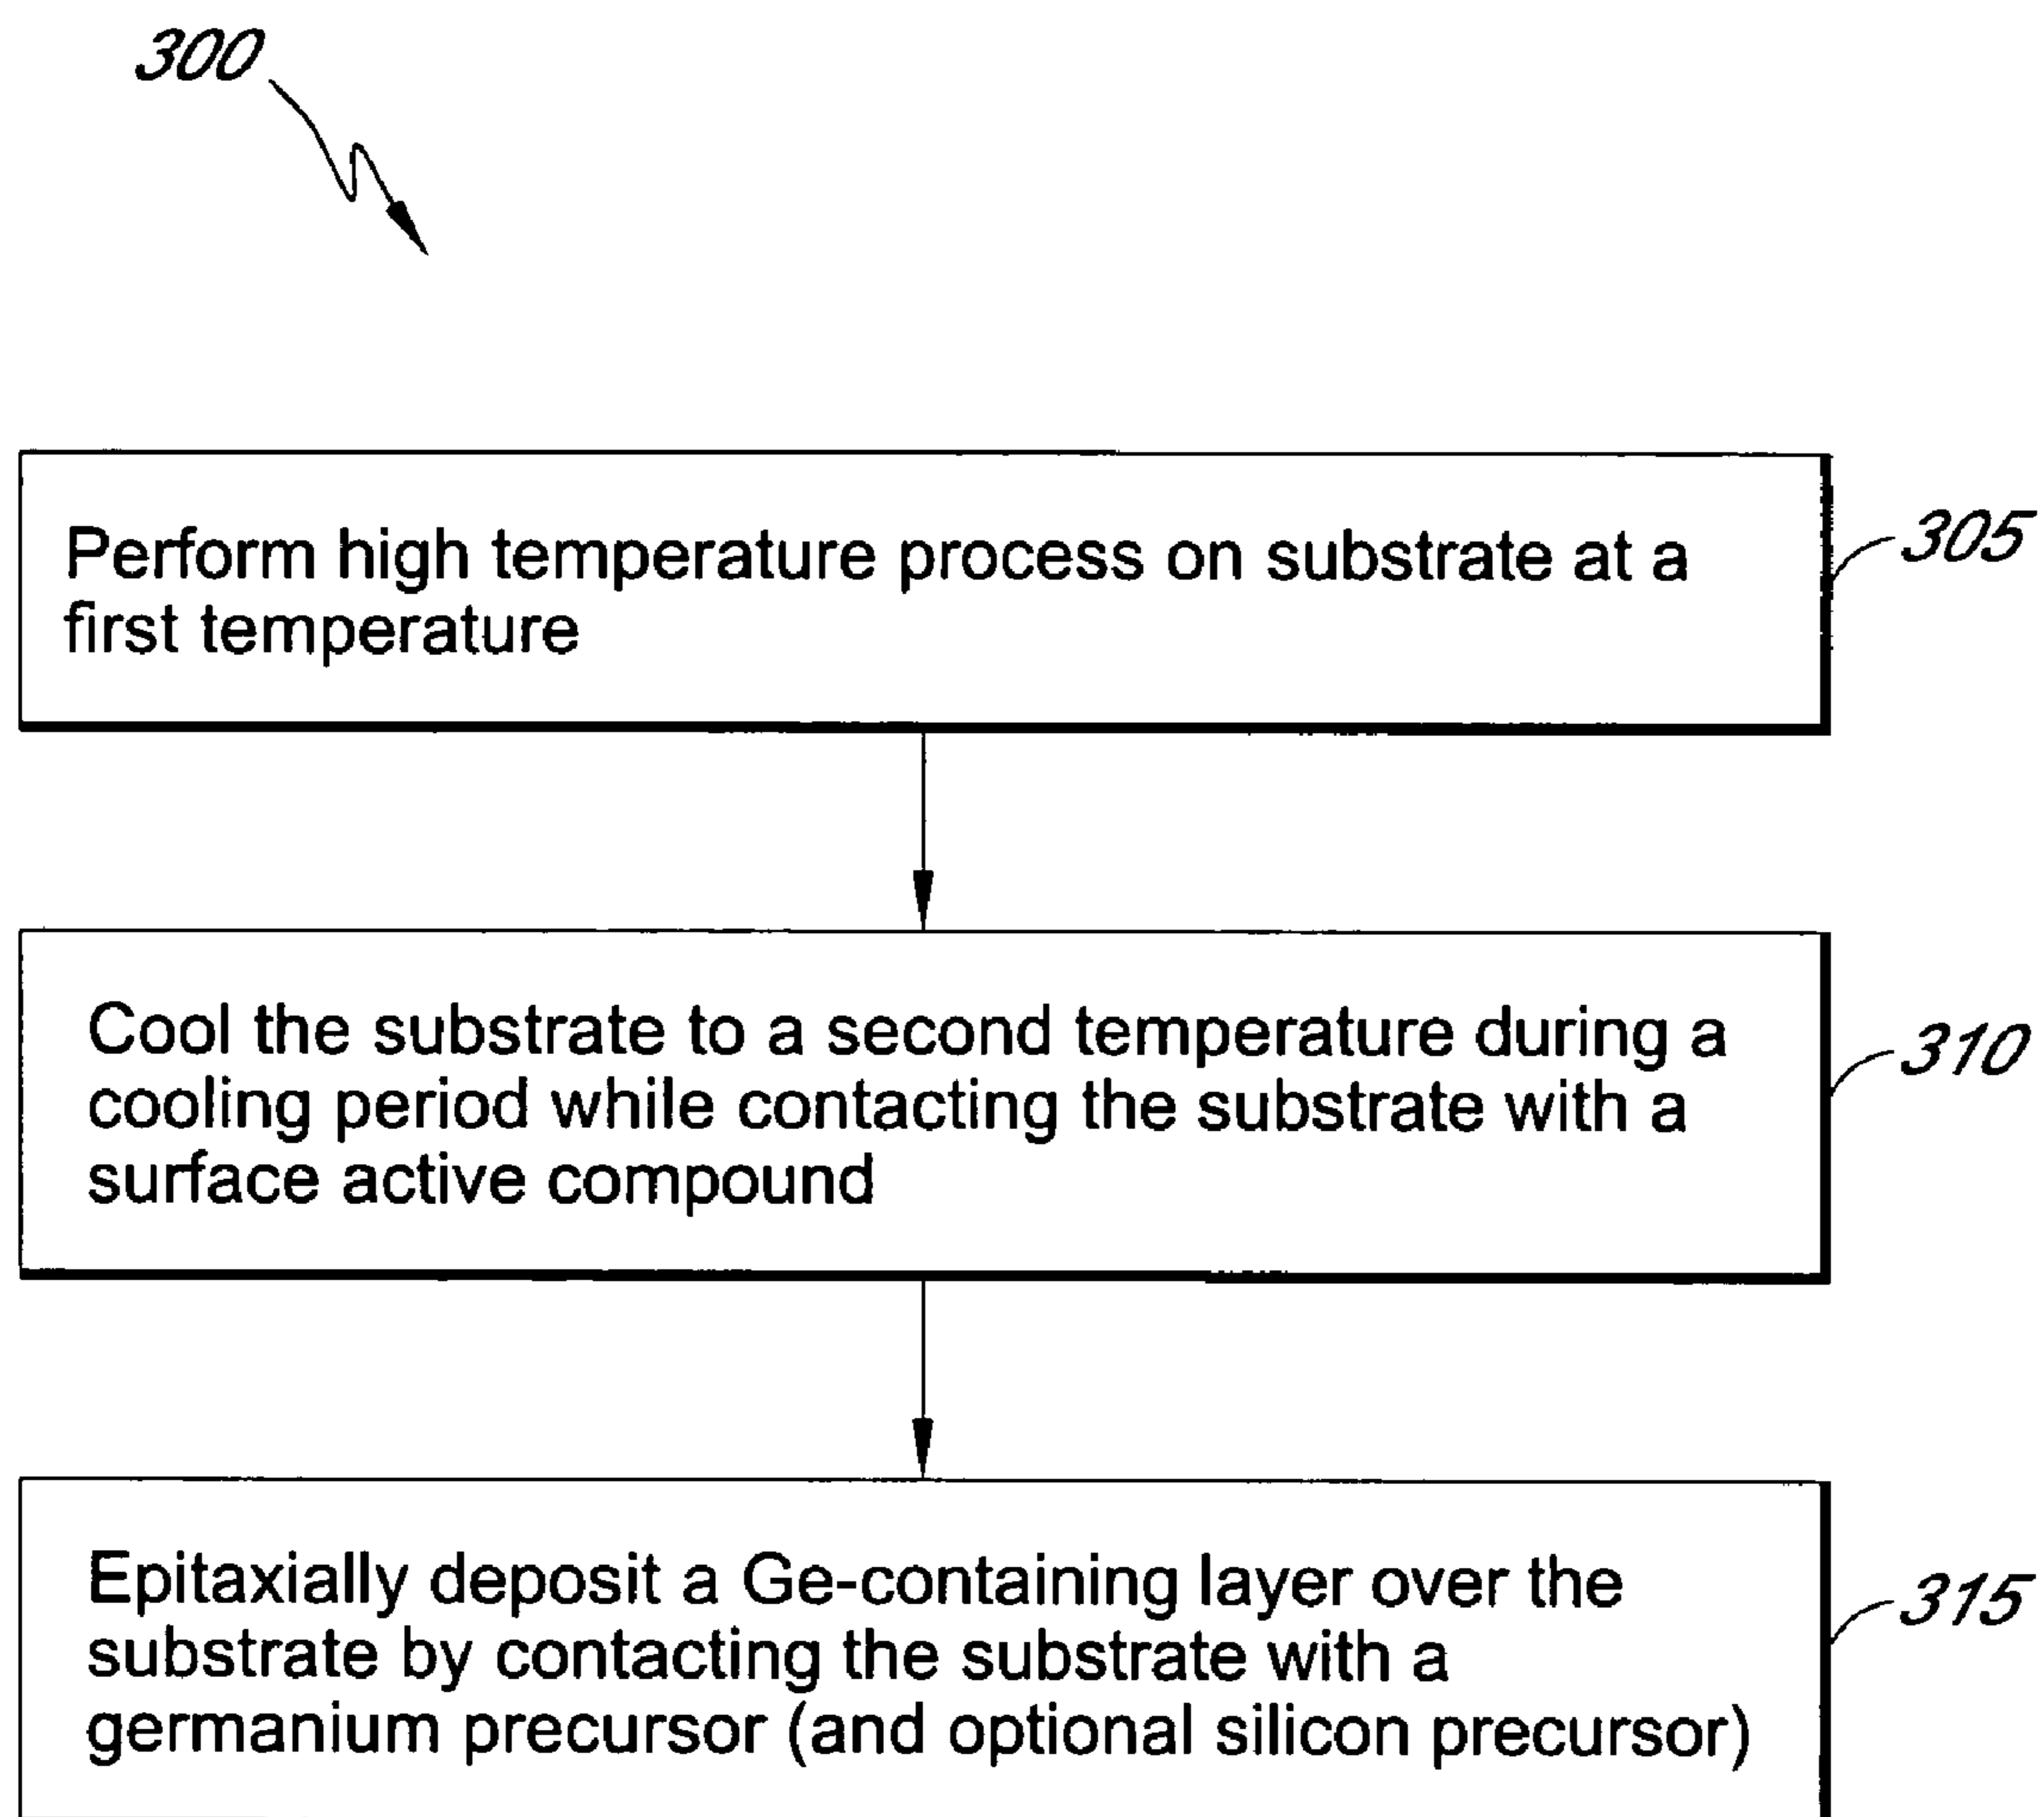 300
Perform high temperature process on substrate at a
first temperature
305
Cool the substrate to a second temperature during a
cooling period while contacting the substrate with a
surface active compound
310
Epitaxially deposit a Ge-containing layer over the
substrate by contacting the substrate with a
germanium precursor (and optional silicon precursor)
315